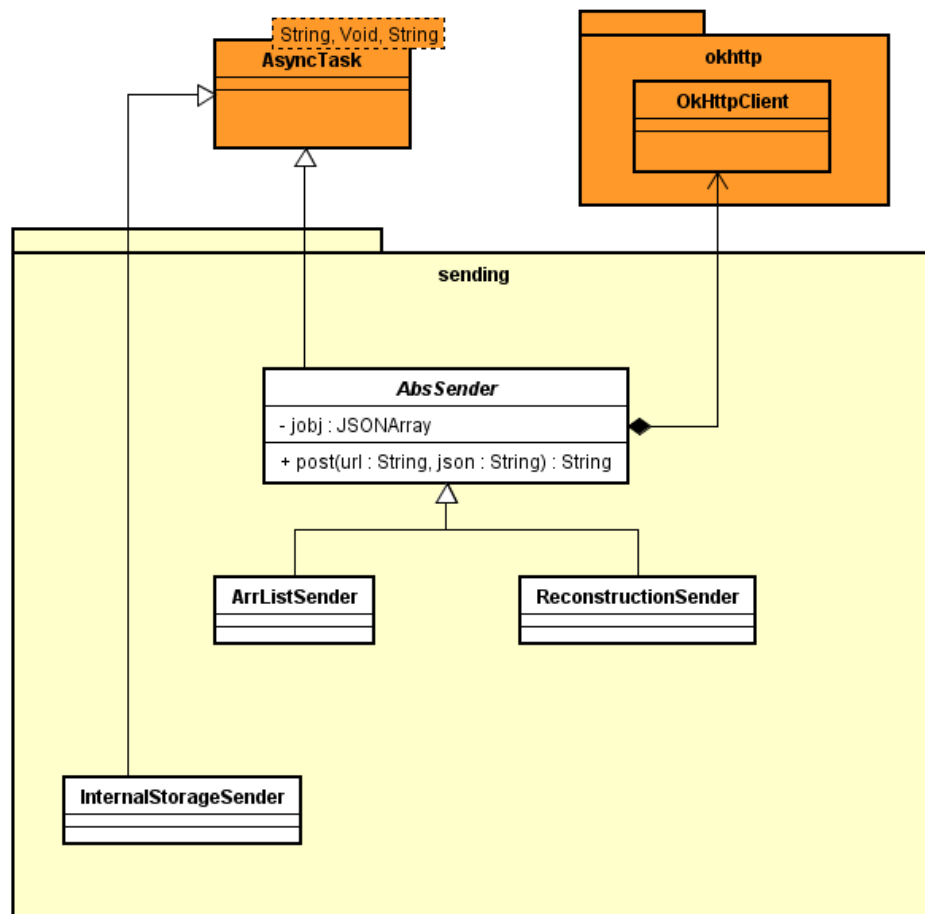 String, Void, String
AsyncTask
okhttp
OkHttpClient
sending
AbsSender
- jobj : JSONArray
+ post(url : String, json : String) : String
ArrListSender
ReconstructionSender
InternalStorageSender